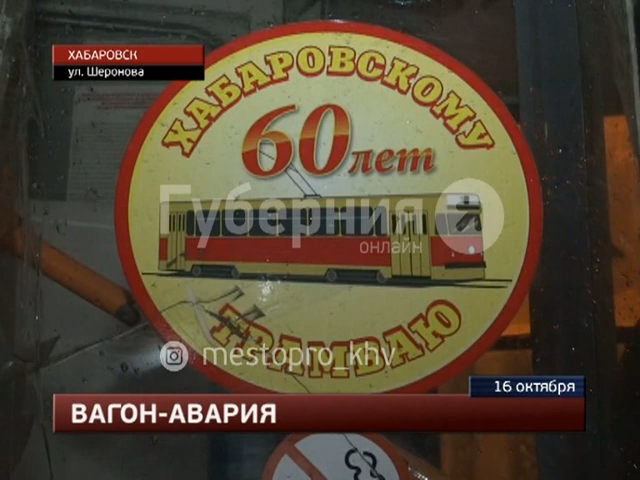 ХАБАРОВСК
ул. Шеронова
ХАБАРОВСКОМУ
60 лет
Губерния
онлайн
ТРАМВАЮ
mestopro_khv
16 октября
ВАГОН-АВАРИЯ